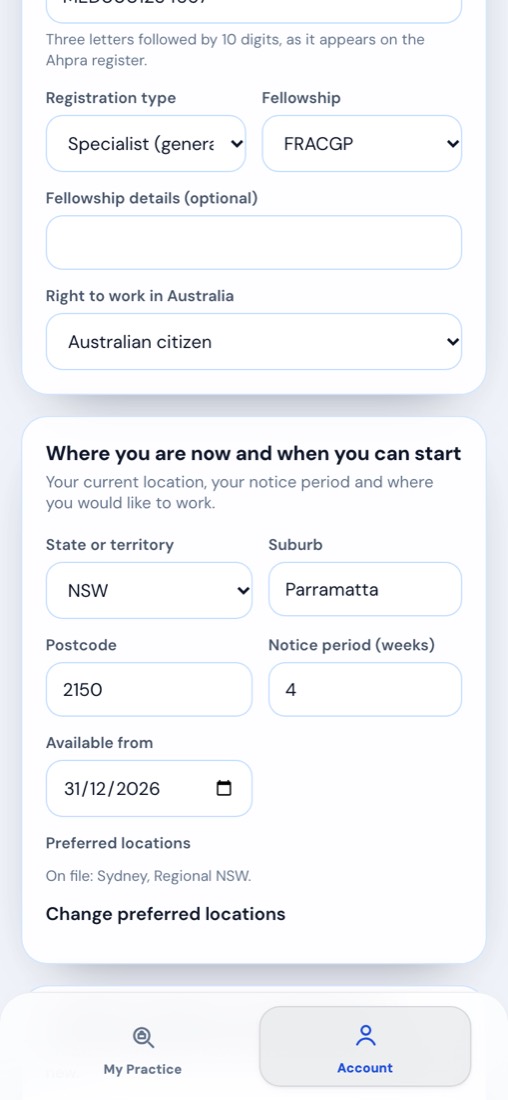 Three letters followed by 10 digits, as it appears on the
Ahpra register.
Registration type
Fellowship
Specialist (genera
FRACGP
Fellowship details (optional)
Right to work in Australia
Australian citizen
Where you are now and when you can start
Your current location, your notice period and where
you would like to work.
State or territory
Suburb
NSW
Parramatta
Postcode
Notice period (weeks)
2150
4
Available from
31/12/2026
Preferred locations
On file: Sydney, Regional NSW.
Change preferred locations
My Practice
Account